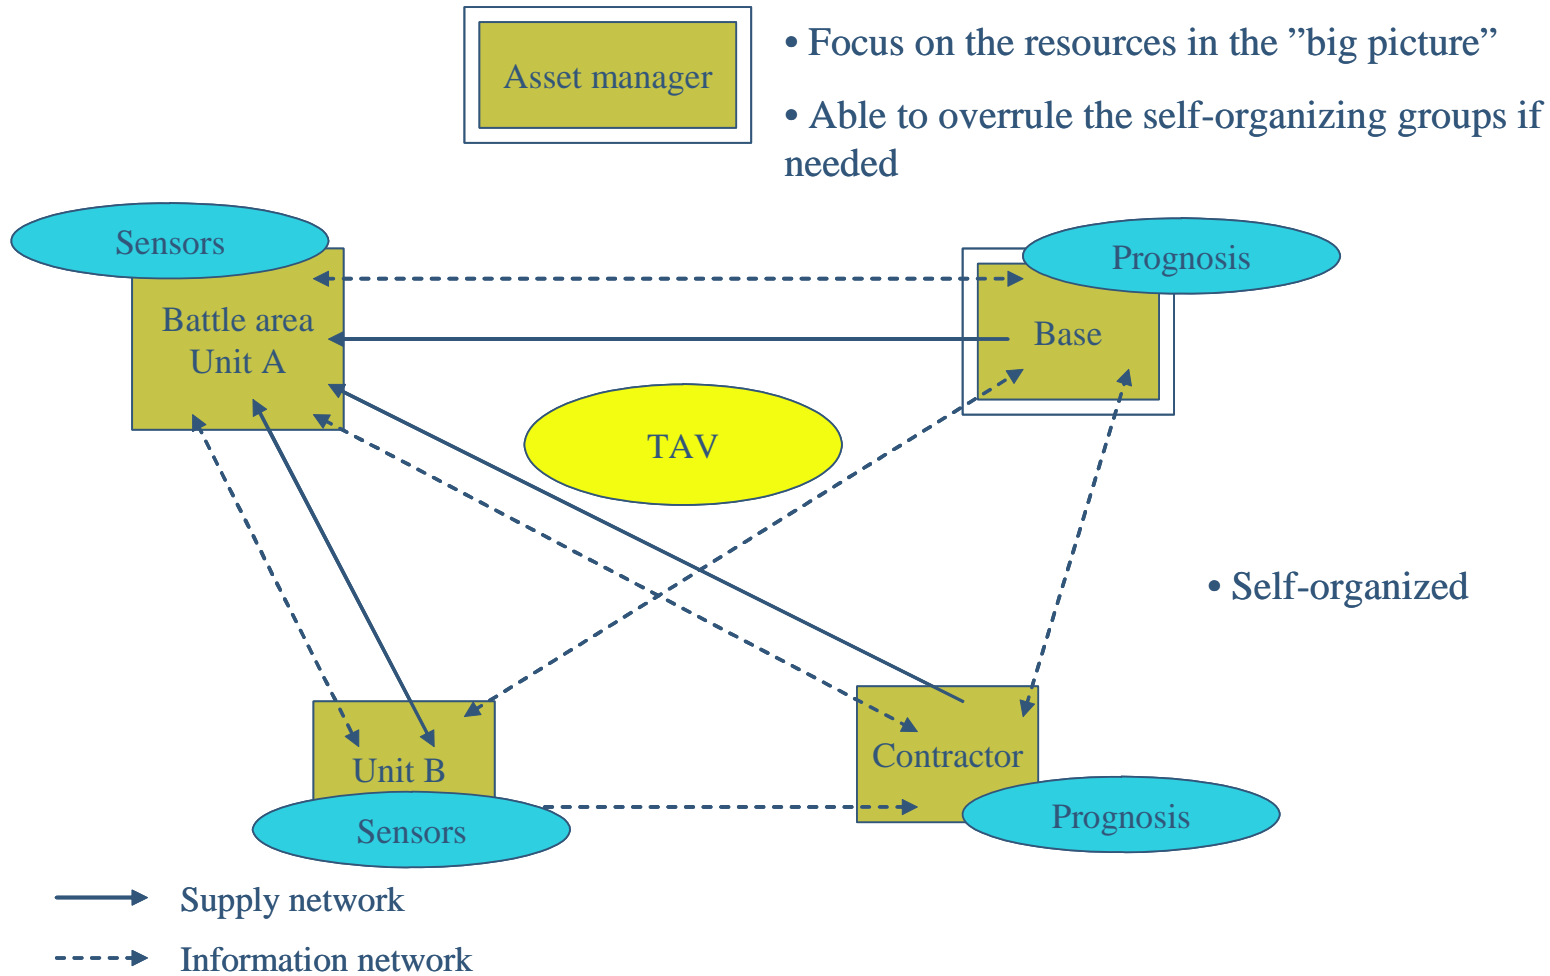 Asset manager
• Focus on the resources in the ”big picture”
• Able to overrule the self-organizing groups if
needed
Sensors
Prognosis
Battle area
Unit A
Base
TAV
• Self-organized
Unit B
Contractor
Sensors
Prognosis
Supply network
Information network